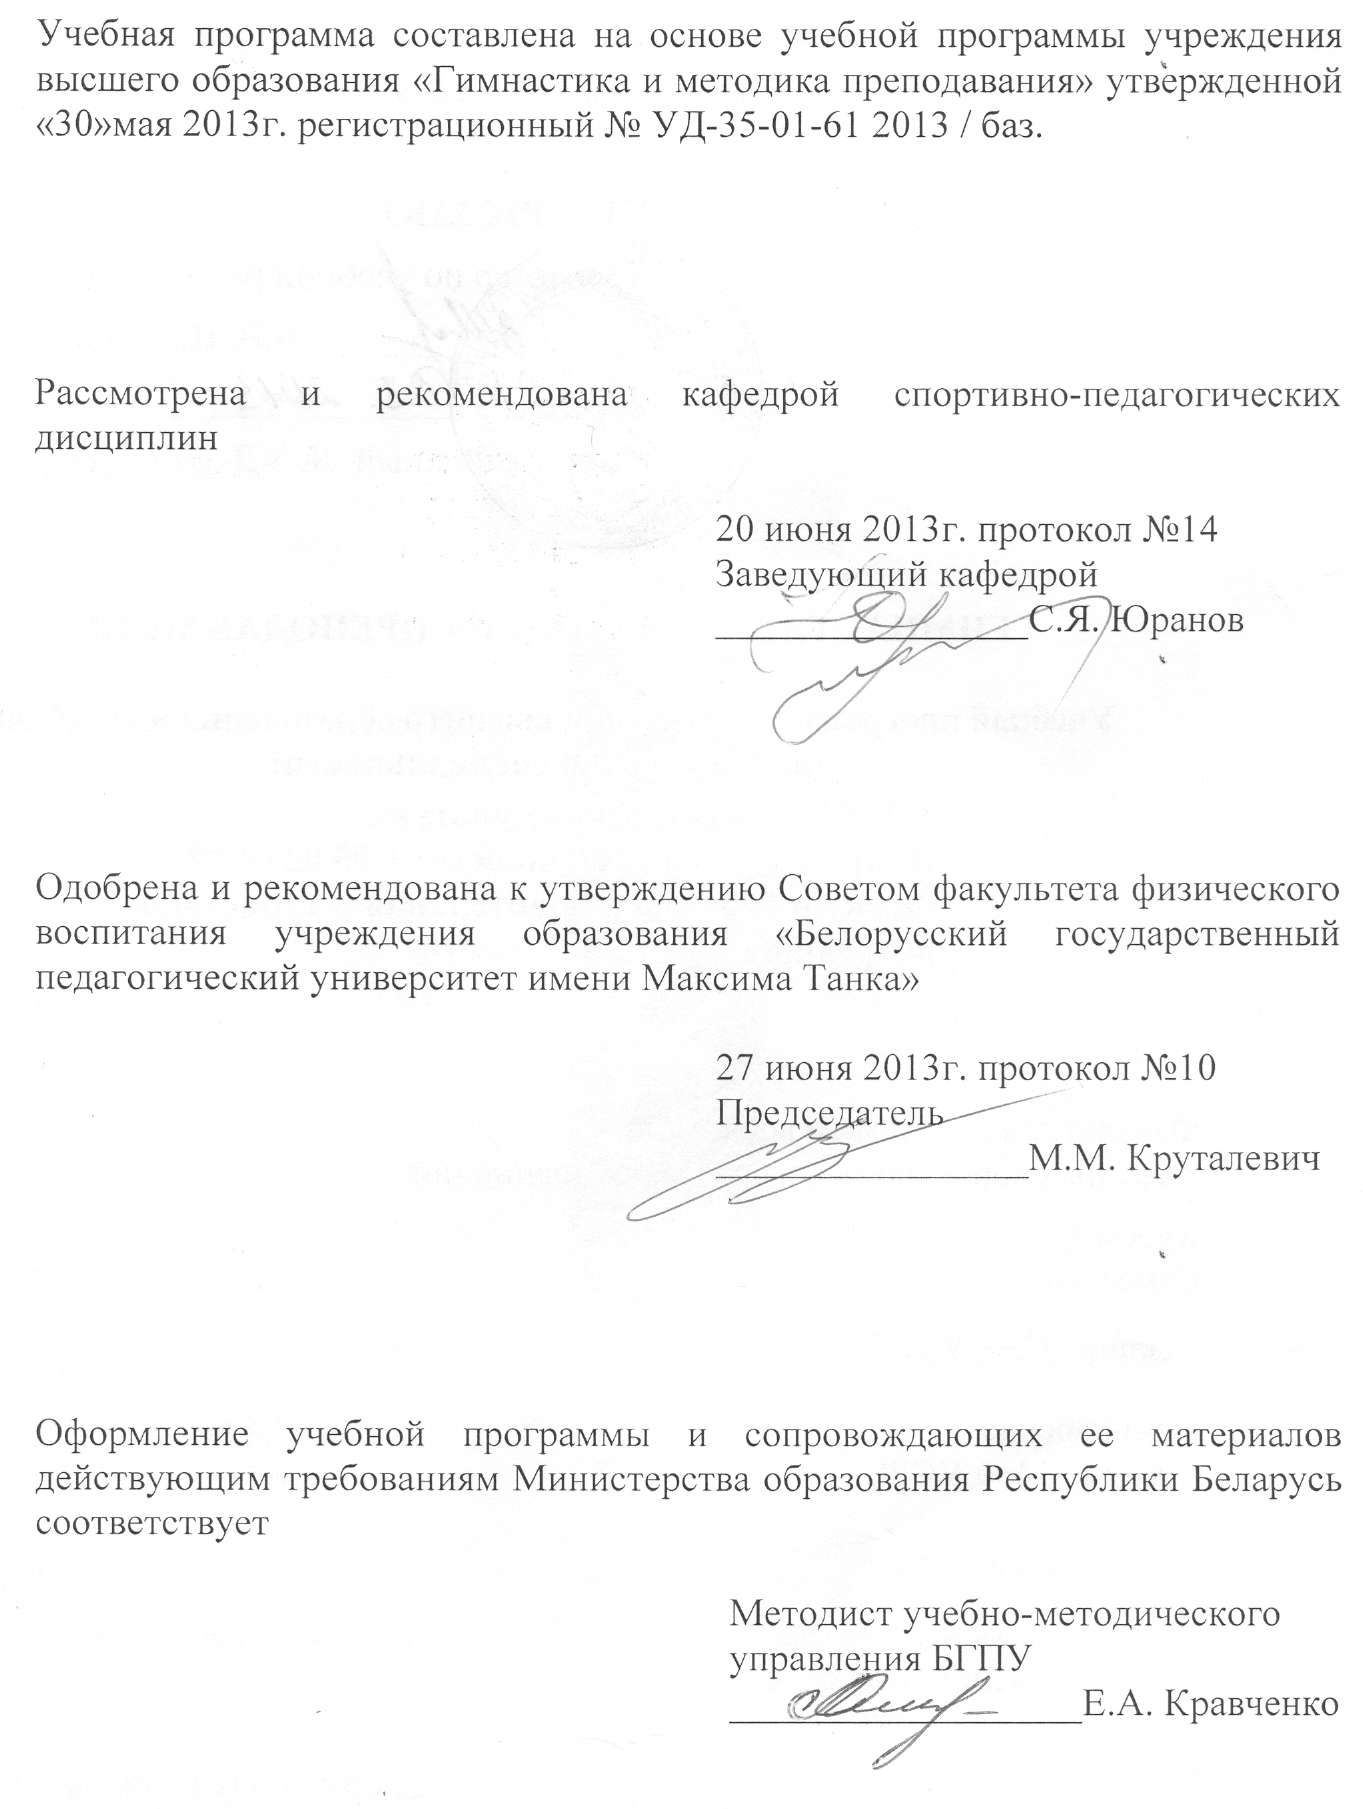 Учебная программа составлена на основе учебной программы учреждения
высшего образования «Гимнастика и методика преподавания» утвержденной
«30»мая 2013г. регистрационный № УД-35-01-61 2013 / баз.
Рассмотрена и рекомендована кафедрой спортивно-педагогических
дисциплин
20 июня 2013г. протокол №14
Заведующий кафедрой
С.Я. Юранов
Одобрена и рекомендована к утверждению Советом факультета физического
воспитания учреждения образования «Белорусский государственный
педагогический университет имени Максима Танка»
27 июня 2013г. протокол №10
Председатель
М.М. Круталевич
Оформление учебной программы и сопровождающих ее материалов
действующим требованиям Министерства образования Республики Беларусь
соответствует
Методист учебно-методического
управления БГПУ
Е.А. Кравченко